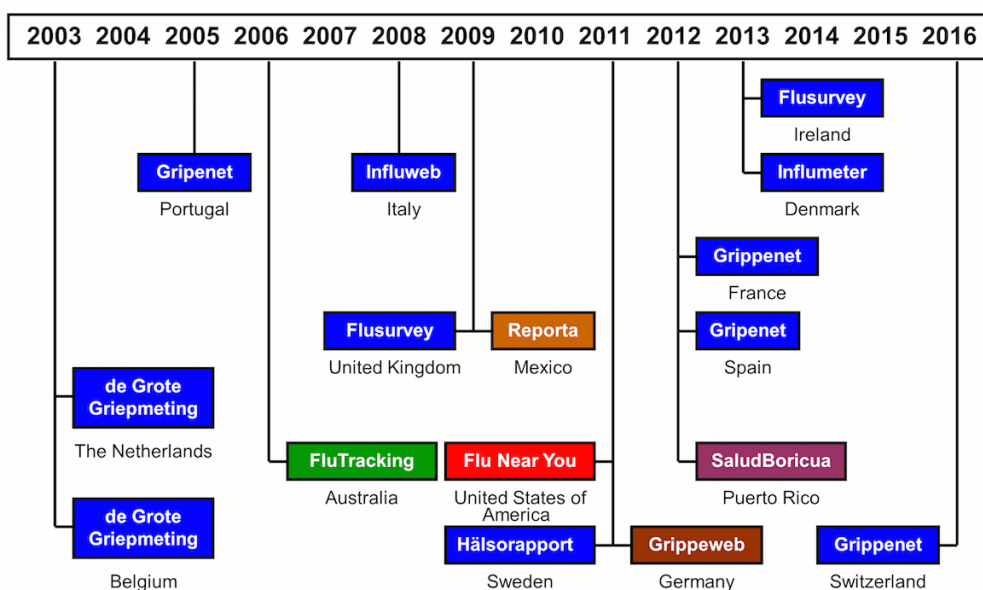 2003 2004 2005 2006 2007 2008 2009 2010 2011 2012 2013 2014 2015 2016
Flusurvey
Ireland
Gripenet
Portugal
Influweb
Italy
Influmeter
Denmark
Grippenet
France
Flusurvey
United Kingdom
Reporta
Mexico
Gripenet
Spain
de Grote
Griepmeting
The Netherlands
FluTracking
Australia
Flu Near You
United States of
America
SaludBoricua
Puerto Rico
de Grote
Griepmeting
Belgium
Hälsorapport
Sweden
Grippeweb
Germany
Grippenet
Switzerland